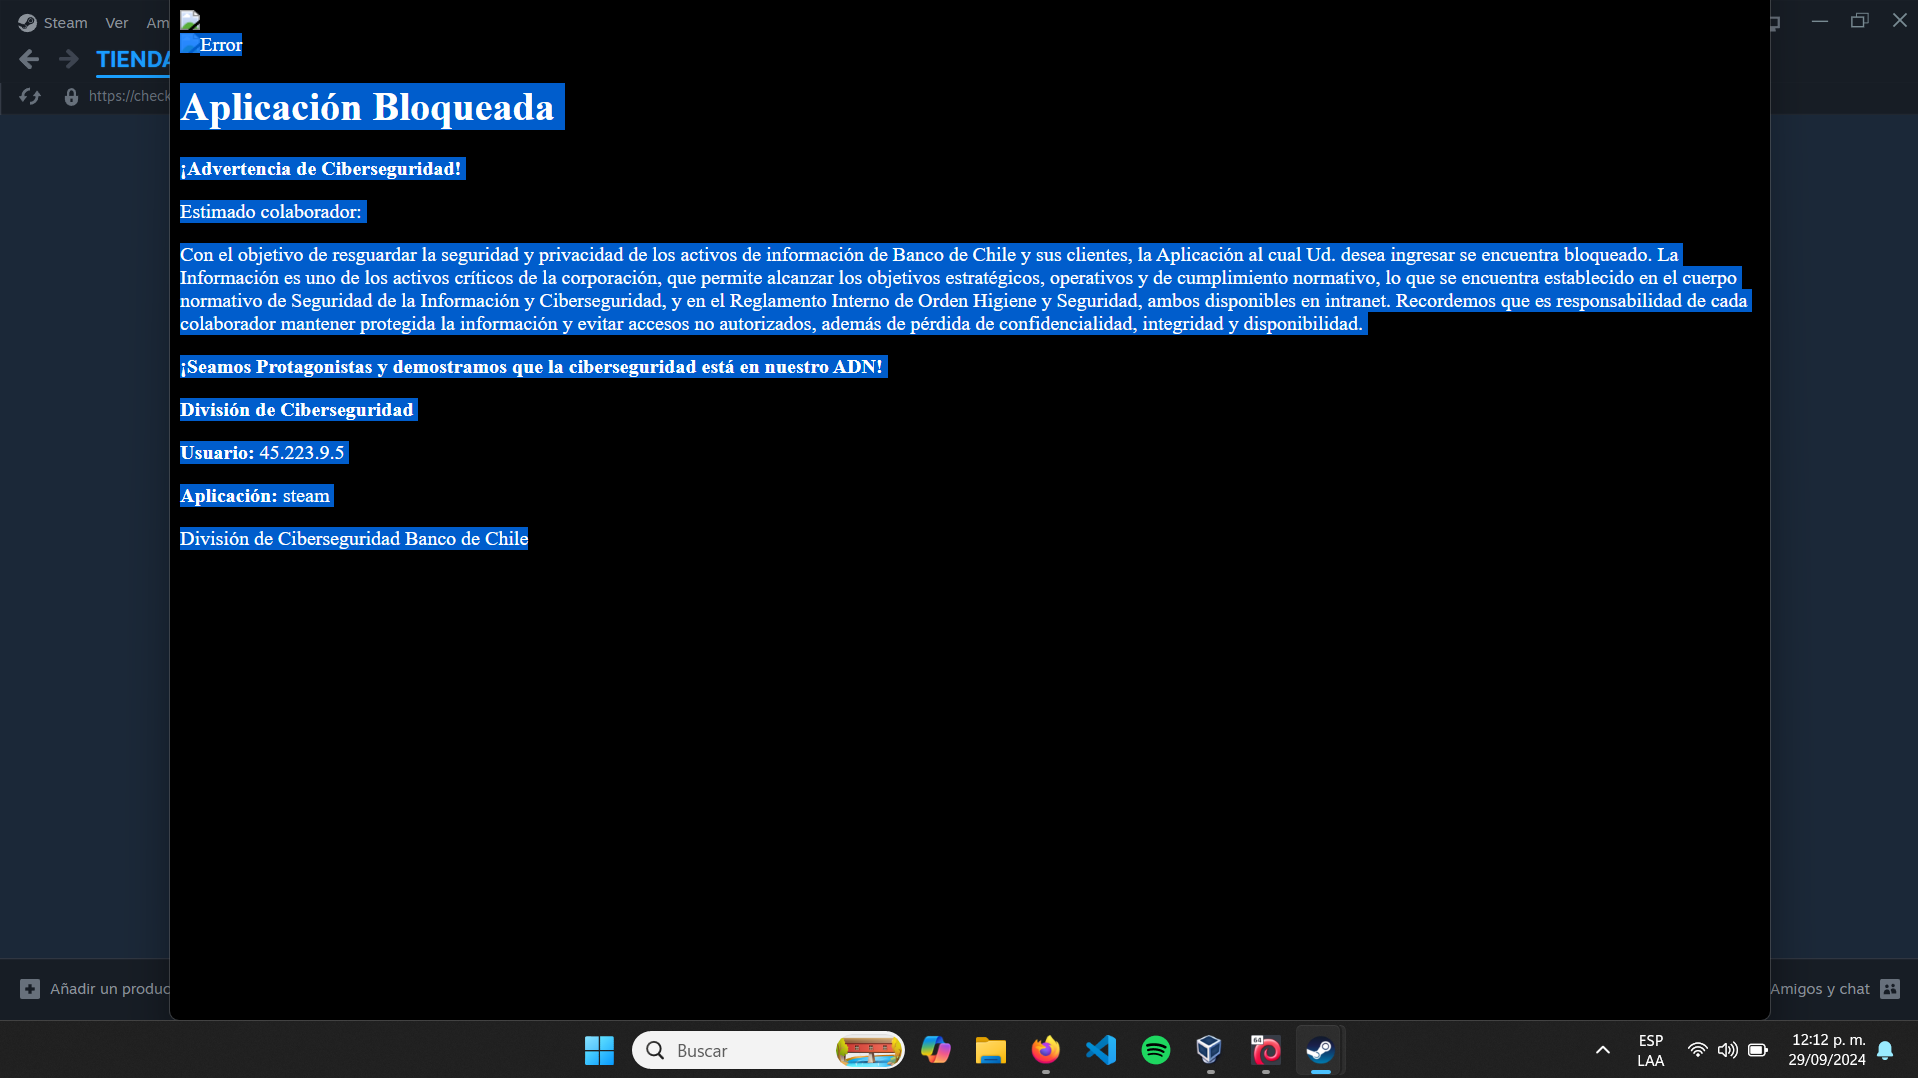 Steam Ver Am
TIENDA
https://check
Error
Aplicación Bloqueada
¡Advertencia de Ciberseguridad!
Estimado colaborador:
Con el objetivo de resguardar la seguridad y privacidad de los activos de información de Banco de Chile y sus clientes, la Aplicación al cual Ud. desea ingresar se encuentra bloqueado. La
Información es uno de los activos críticos de la corporación, que permite alcanzar los objetivos estratégicos, operativos y de cumplimiento normativo, lo que se encuentra establecido en el cuerpo
normativo de Seguridad de la Información y Ciberseguridad, y en el Reglamento Interno de Orden Higiene y Seguridad, ambos disponibles en intranet. Recordemos que es responsabilidad de cada
colaborador mantener protegida la información y evitar accesos no autorizados, además de pérdida de confidencialidad, integridad y disponibilidad.
¡Seamos Protagonistas y demostramos que la ciberseguridad está en nuestro ADN!
División de Ciberseguridad
Usuario: 45.223.9.5
Aplicación: steam
División de Ciberseguridad Banco de Chile
Añadir un produc
Amigos y chat
Buscar
64
ESP
LAA
12:12 p. m.
29/09/2024